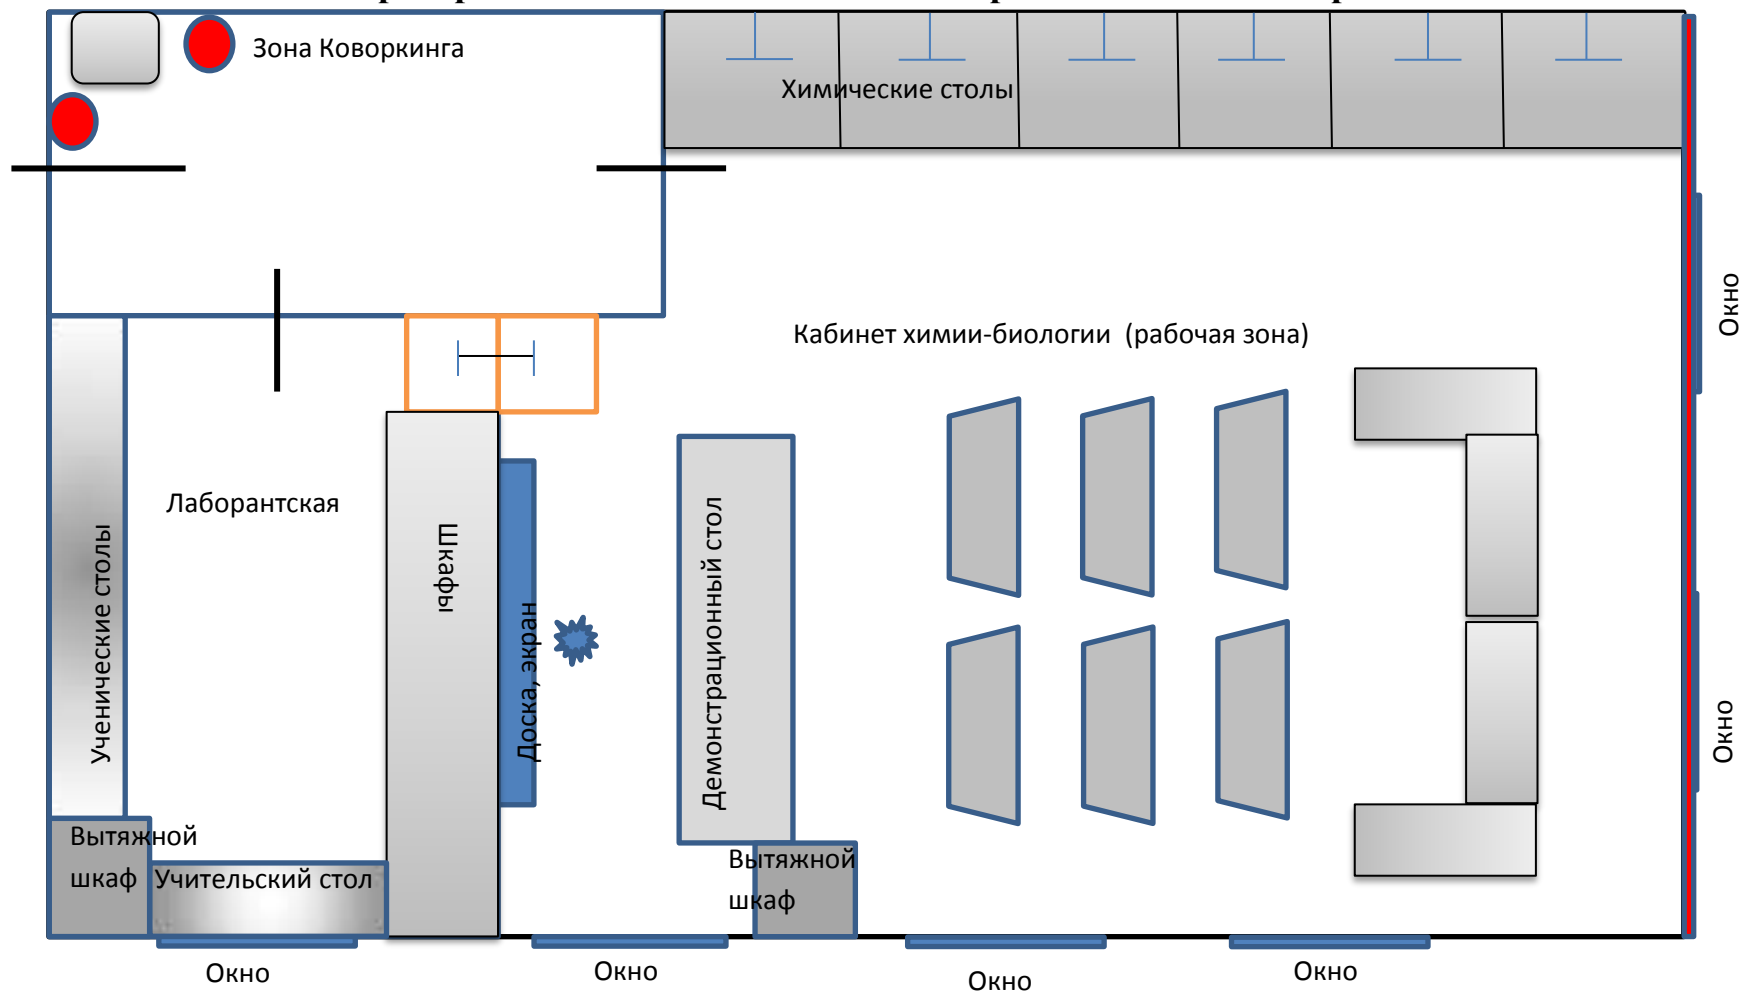 Зона Коворкинга
Химические столы
Окно
Кабинет химии-биологии (рабочая зона)
Лаборантская
Ученические столы
Шкафы
Доска, экран
Демонстрационный стол
Окно
Вытяжной
шкаф
Учительский стол
Вытяжной
шкаф
Окно
Окно
Окно
Окно